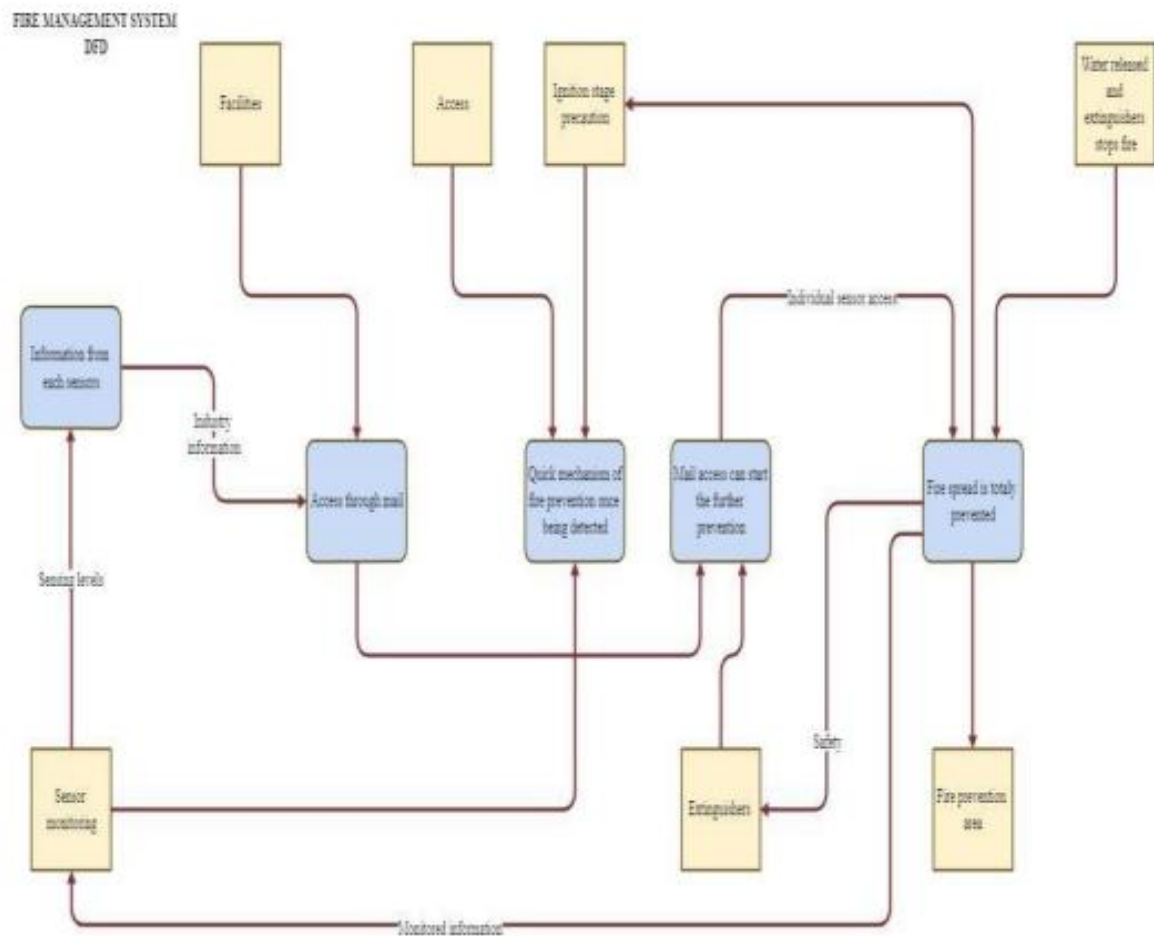 FIRE MANAGEMENT SYSTEM
DFD
Facilities
Access
Ignition stage
precaution
Water released
and
extinguishers
stops fire
Individual sensor access
Information from
each sensors
Industry
information
Access through mail
Quick mechanism of
fire prevention once
being detected
Mail access can start
the further
prevention
Fire spread is totaly
prevented
Sensing levels
Safety
Sensor
monitoring
Extinguishers
Fire prevention
area
Monitored information